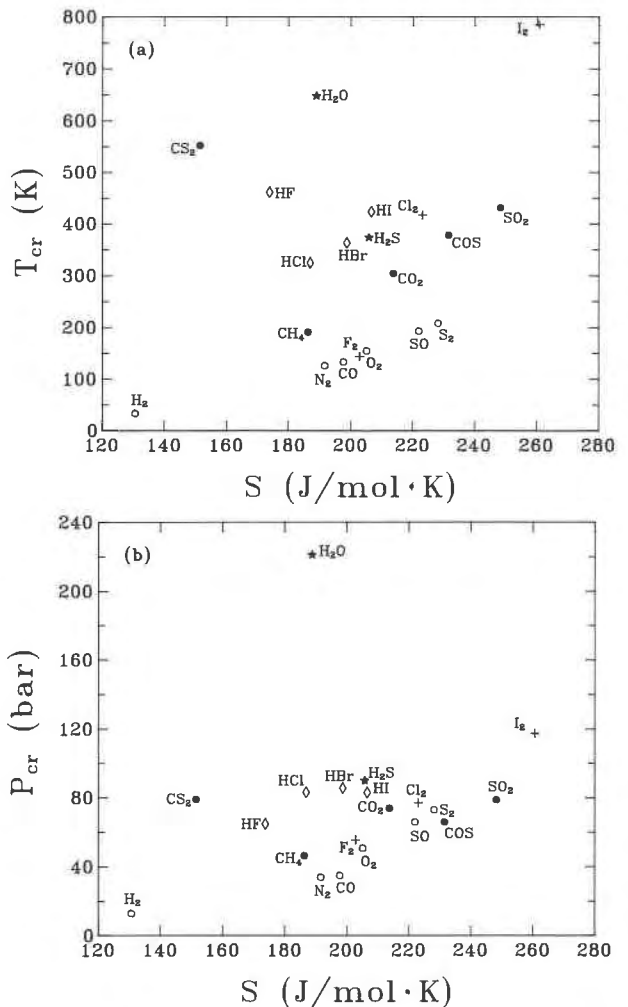 800
700
600
500
400
300
200
100
0
T_cr (K)
(a)
I₂
H₂O
CS₂
HF
HI
Cl₂
SO₂
H₂S
COS
HBr
HCl
CO₂
CH₄
F₂
SO
S₂
O₂
N₂
CO
H₂
120 140 160 180 200 220 240 260 280
S (J/mol·K)
240
200
160
120
80
40
0
P_cr (bar)
(b)
H₂O
I₂
HCl
HBr
H₂S
HI
CS₂
CO₂
Cl₂
S₂
SO₂
HF
SO
COS
CH₄
F₂
O₂
N₂
CO
H₂
120 140 160 180 200 220 240 260 280
S (J/mol·K)